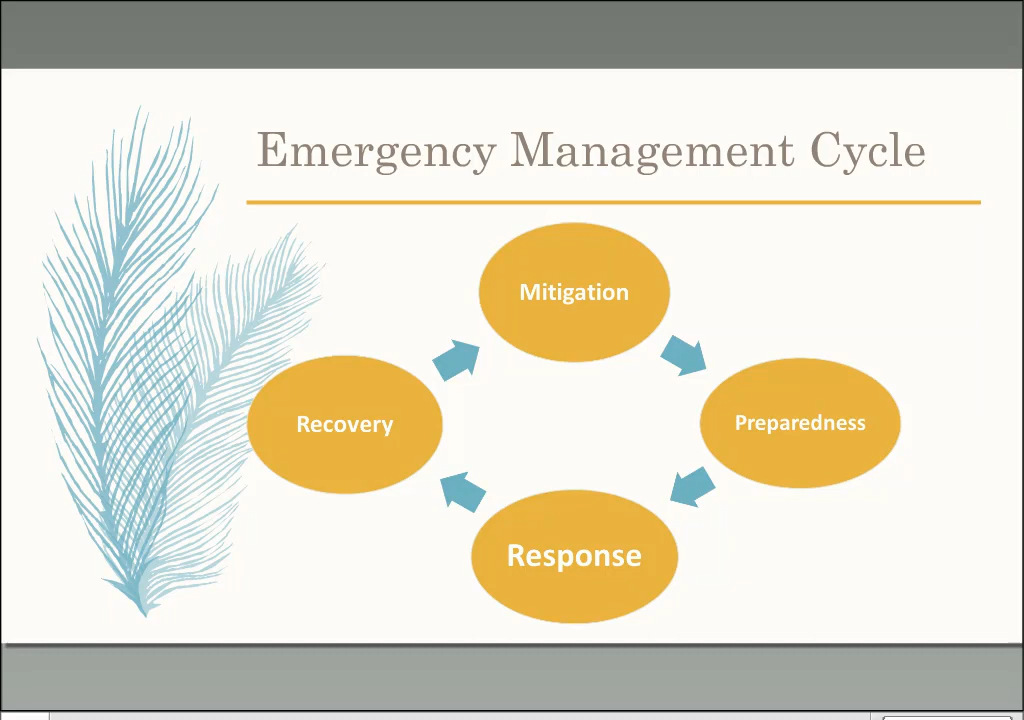 Emergency Management Cycle
Mitigation
Preparedness
Response
Recovery